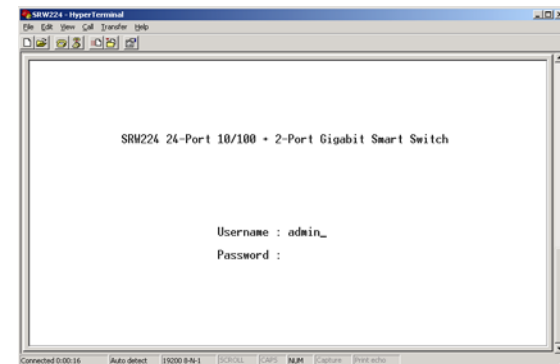 SRW224 - HyperTerminal
File Edit View Call Transfer Help
SRW224 24-Port 10/100 + 2-Port Gigabit Smart Switch
Username : admin_
Password :
Connected 0:00:16 Auto detect 19200 8-N-1 SCROLL CAPS NUM Capture Print echo